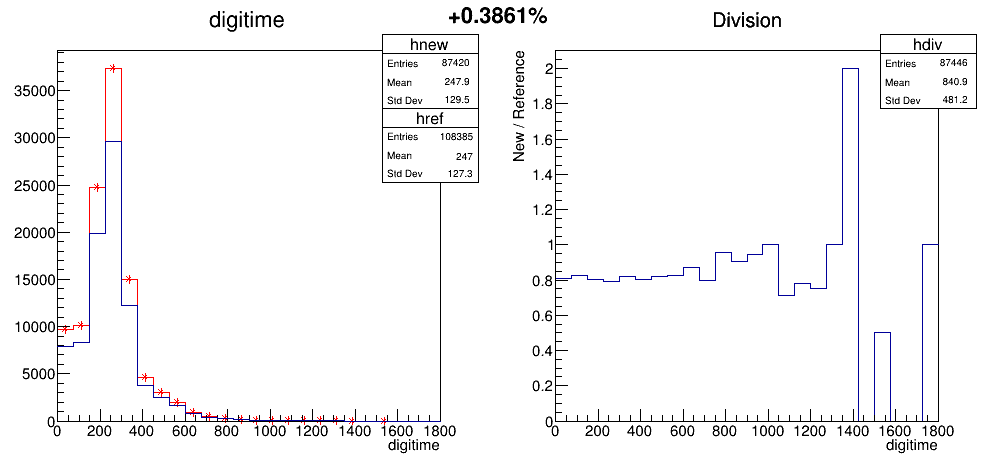 +0.3861%
digitime
hnew
Entries 87420
Mean 247.9
Std Dev 129.5
href
Entries 108385
Mean 247
Std Dev 127.3
35000
30000
25000
20000
15000
10000
5000
0
0 200 400 600 800 1000 1200 1400 1600 1800
digitime
Division
hdiv
Entries 87446
Mean 840.9
Std Dev 481.2
New / Reference
2
1.8
1.6
1.4
1.2
1
0.8
0.6
0.4
0.2
0
0 200 400 600 800 1000 1200 1400 1600 1800
digitime